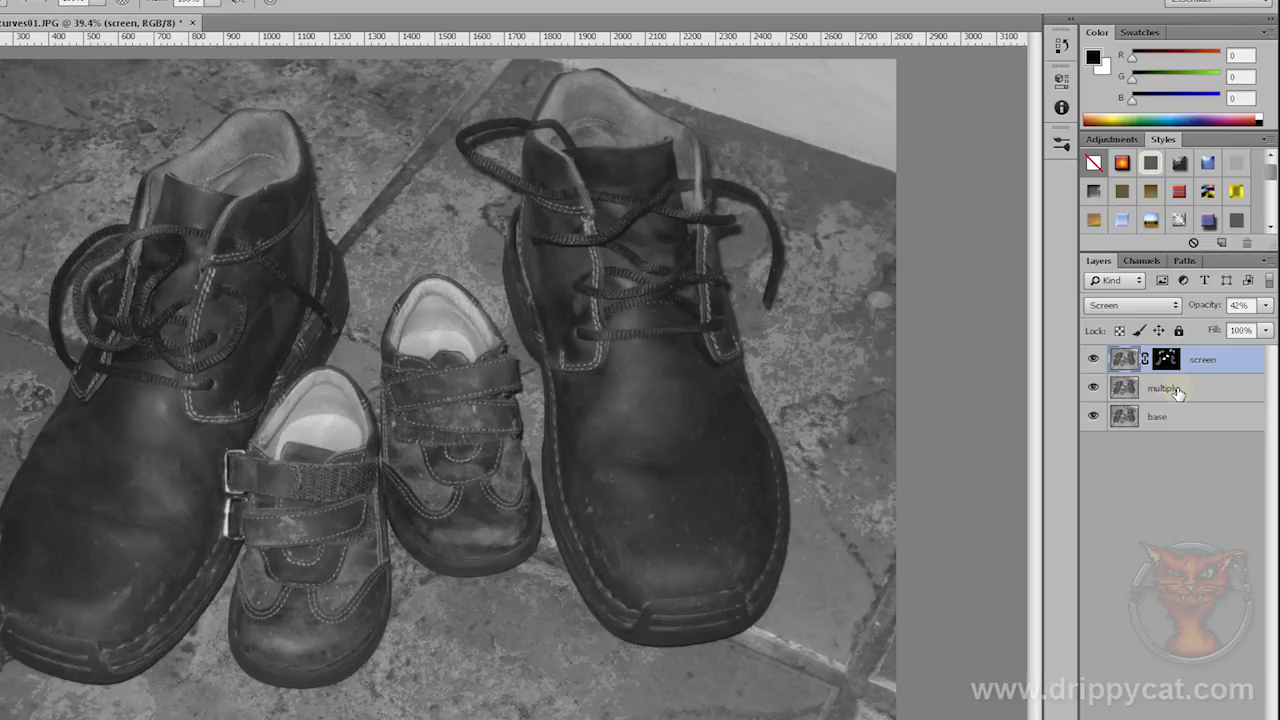 curves01.JPG @ 39.4% (screen, RGB/8) * ×
300 400 500 600 700 800 900 1000 1100 1200 1300 1400 1500 1600 1700 1800 1900 2000 2100 2200 2300 2400 2500 2600 2700 2800 2900 3000 3100
Color Swatches
R 0
G 0
B 0
Adjustments Styles
Layers Channels Paths
Kind
Screen Opacity: 42%
Lock: Fill: 100%
screen
multiply
base
www.drippycat.com